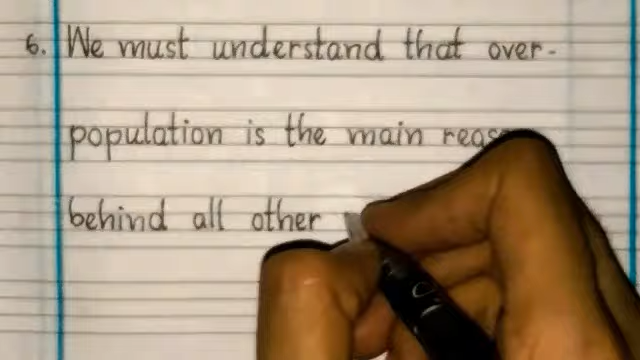 6. We must understand that over-
population is the main
behind all other